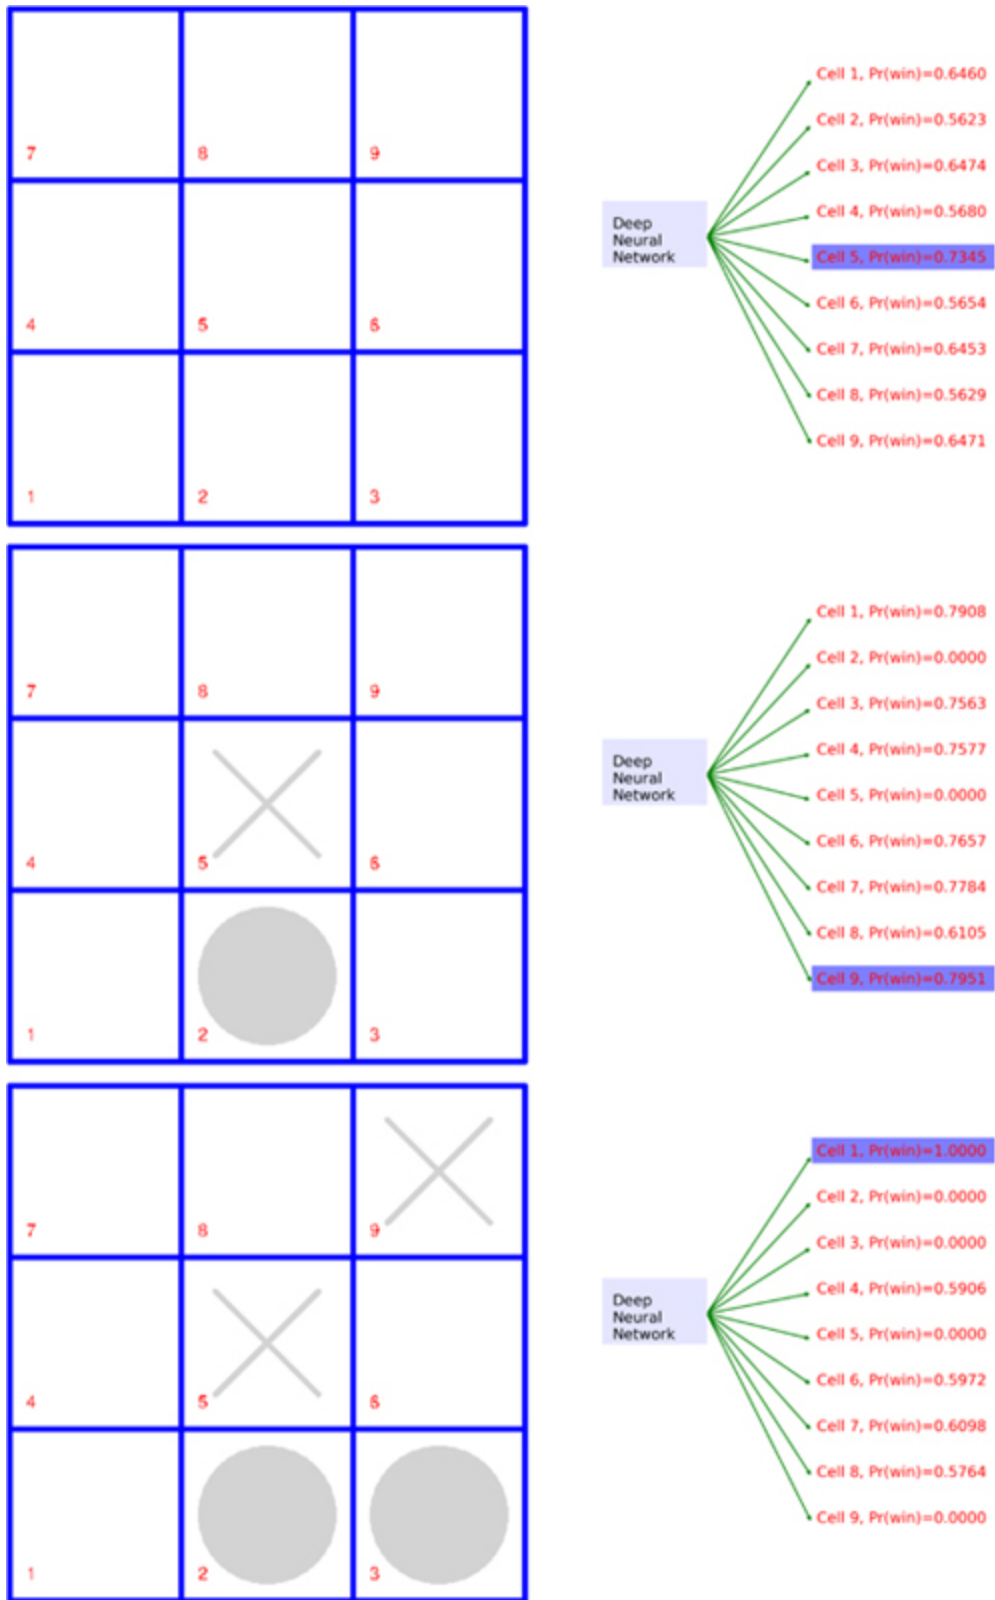 7 8 9
4 5 6
1 2 3
Deep
Neural
Network
Cell 1, Pr(win)=0.6460
Cell 2, Pr(win)=0.5623
Cell 3, Pr(win)=0.6474
Cell 4, Pr(win)=0.5680
Cell 5, Pr(win)=0.7345
Cell 6, Pr(win)=0.5654
Cell 7, Pr(win)=0.6453
Cell 8, Pr(win)=0.5629
Cell 9, Pr(win)=0.6471
7 8 9
4 5 6
1 2 3
Deep
Neural
Network
Cell 1, Pr(win)=0.7908
Cell 2, Pr(win)=0.0000
Cell 3, Pr(win)=0.7563
Cell 4, Pr(win)=0.7577
Cell 5, Pr(win)=0.0000
Cell 6, Pr(win)=0.7657
Cell 7, Pr(win)=0.7784
Cell 8, Pr(win)=0.6105
Cell 9, Pr(win)=0.7951
7 8 9
4 5 6
1 2 3
Deep
Neural
Network
Cell 1, Pr(win)=1.0000
Cell 2, Pr(win)=0.0000
Cell 3, Pr(win)=0.0000
Cell 4, Pr(win)=0.5906
Cell 5, Pr(win)=0.0000
Cell 6, Pr(win)=0.5972
Cell 7, Pr(win)=0.6098
Cell 8, Pr(win)=0.5764
Cell 9, Pr(win)=0.0000